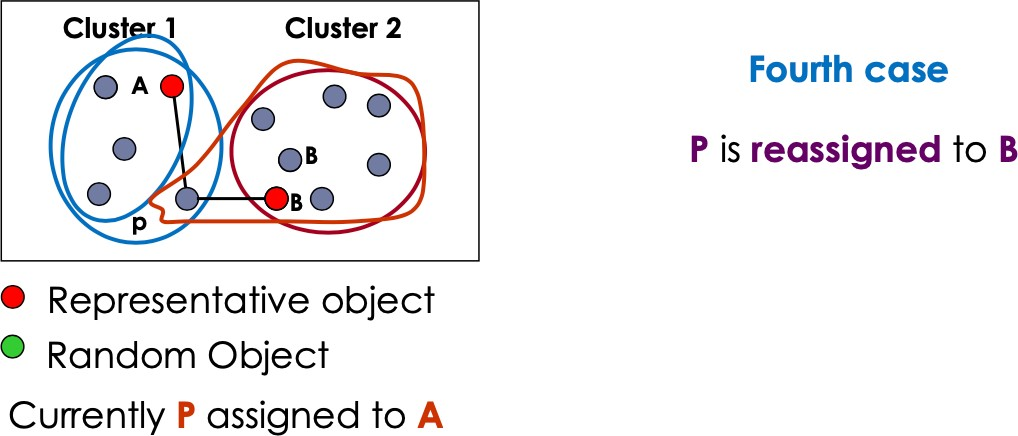 Cluster 1
Cluster 2
A
B
B
p
Fourth case
P is reassigned to B
Representative object
Random Object
Currently P assigned to A